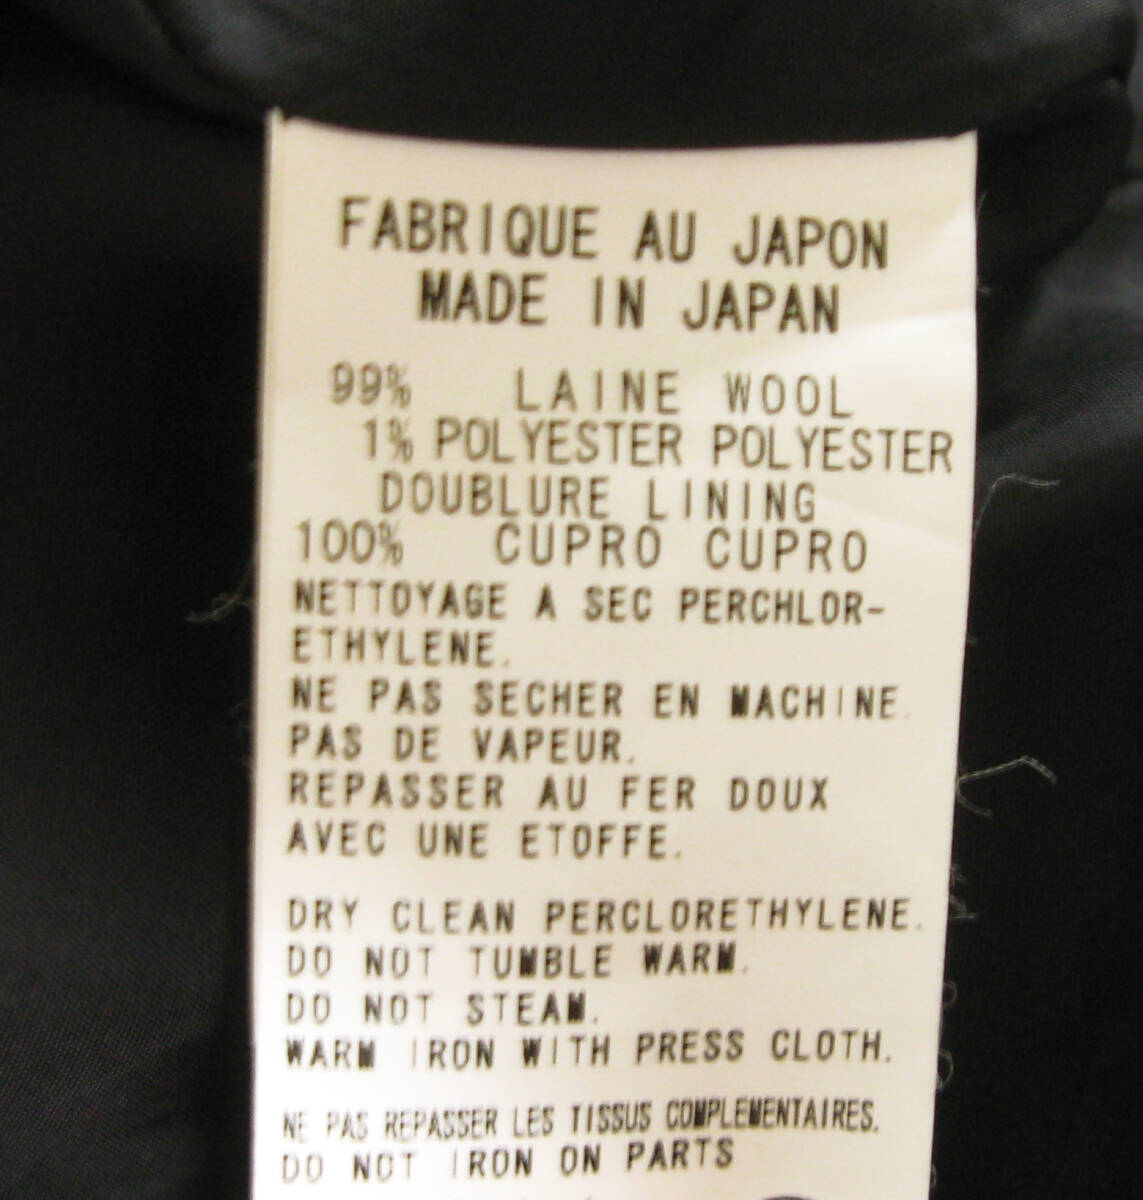 FABRIQUE AU JAPON
MADE IN JAPAN
99% LAINE WOOL
1% POLYESTER POLYESTER
DOUBLURE LINING
100% CUPRO CUPRO
NETTOYAGE A SEC PERCHLOR-
ETHYLENE.
NE PAS SECHER EN MACHINE.
PAS DE VAPEUR.
REPASSER AU FER DOUX
AVEC UNE ETOFFE.
DRY CLEAN PERCLORETHYLENE.
DO NOT TUMBLE WARM.
DO NOT STEAM.
WARM IRON WITH PRESS CLOTH.
NE PAS REPASSER LES TISSUS COMPLEMENTAIRES.
DO NOT IRON ON PARTS